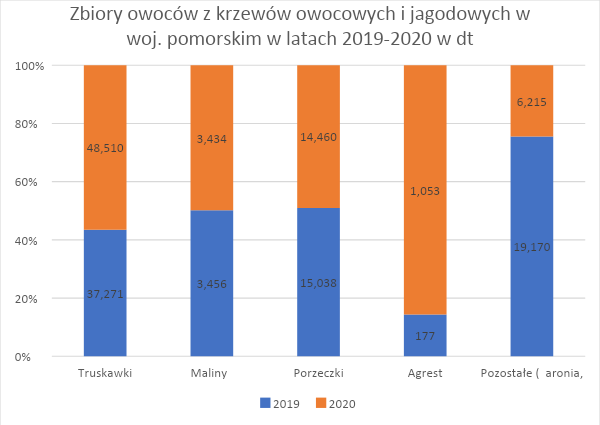 Zbiory owoców z krzewów owocowych i jagodowych w
woj. pomorskim w latach 2019-2020 w dt
100%
80%
60%
40%
20%
0%
48,510
3,434
14,460
1,053
6,215
37,271
3,456
15,038
177
19,170
Truskawki
Maliny
Porzeczki
Agrest
Pozostałe ( aronia,
2019
2020